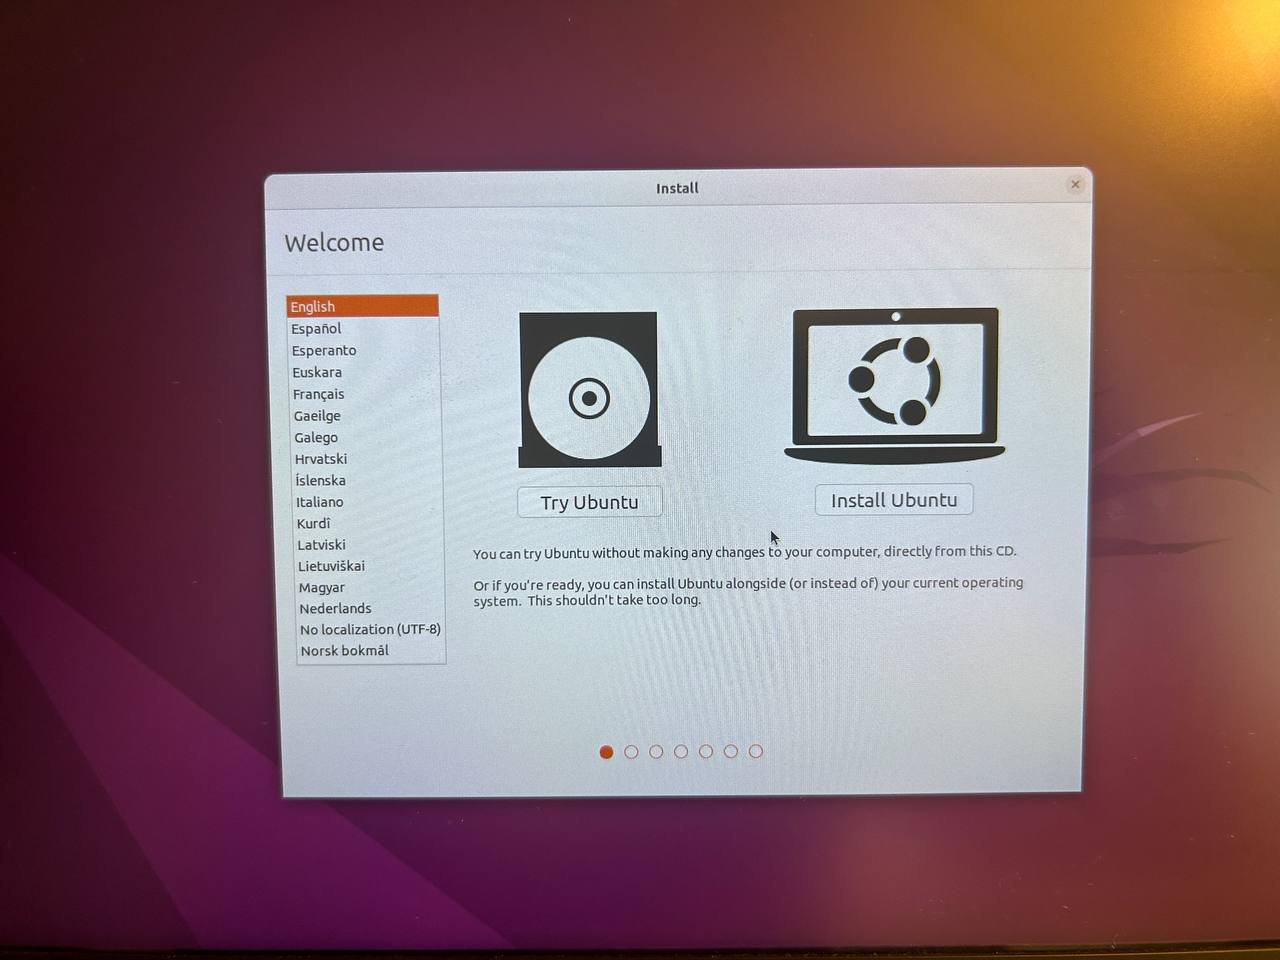 Install
Welcome
English
Español
Esperanto
Euskara
Français
Gaeilge
Galego
Hrvatski
Íslenska
Italiano
Kurdî
Latviski
Lietuviškai
Magyar
Nederlands
No localization (UTF-8)
Norsk bokmål
Try Ubuntu
Install Ubuntu
You can try Ubuntu without making any changes to your computer, directly from this CD.
Or if you're ready, you can install Ubuntu alongside (or instead of) your current operating
system. This shouldn't take too long.